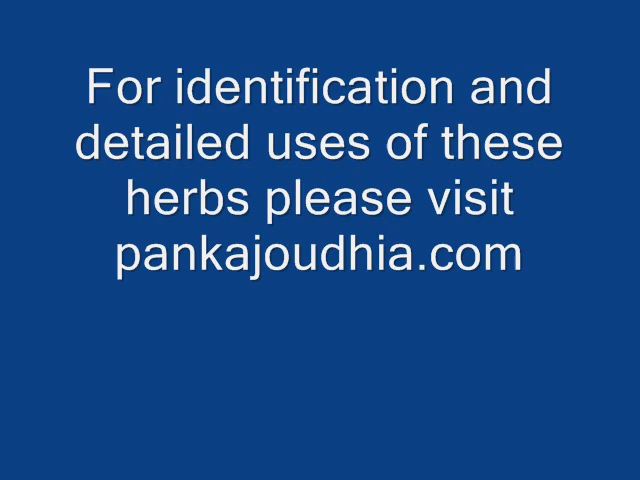 For identification and
detailed uses of these
herbs please visit
pankajoudhia.com